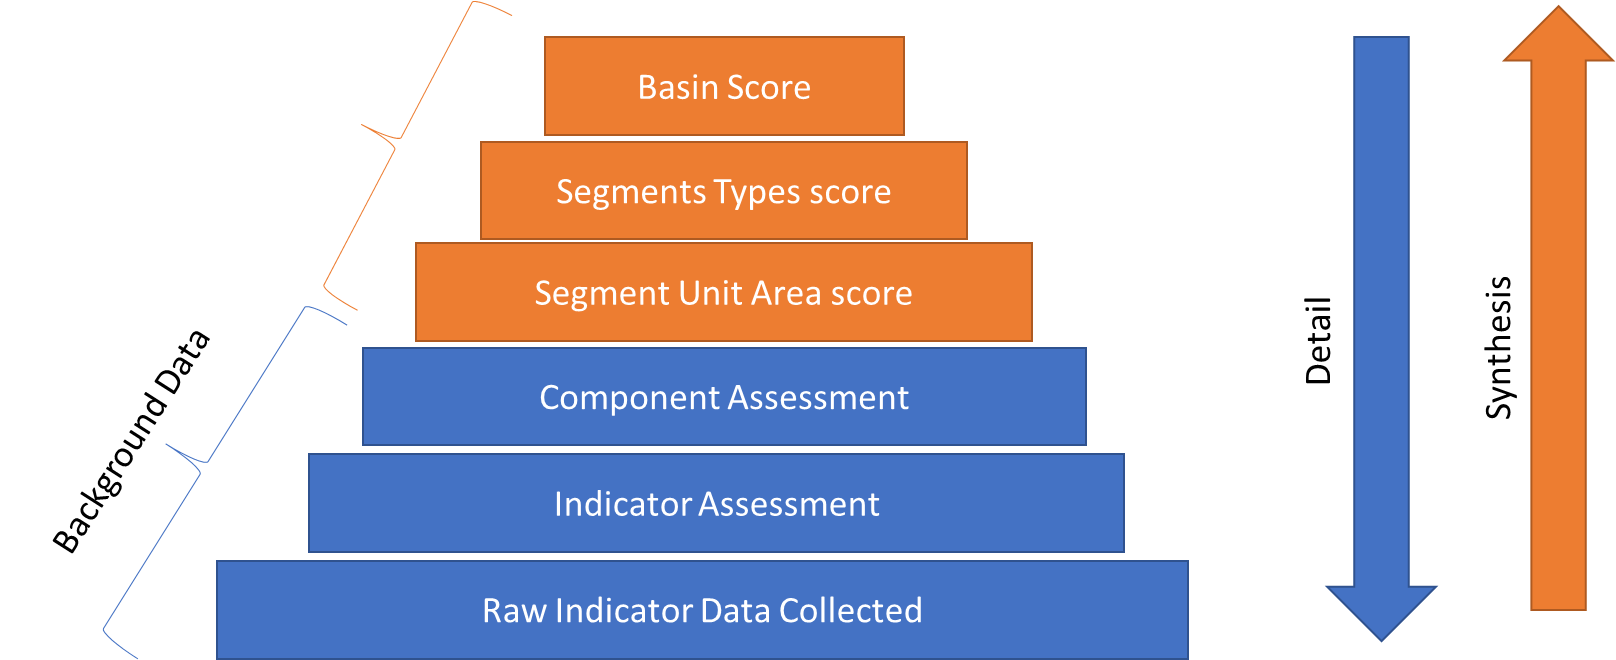 Basin Score
Segments Types score
Segment Unit Area score
Component Assessment
Indicator Assessment
Raw Indicator Data Collected
Background Data
Detail
Synthesis